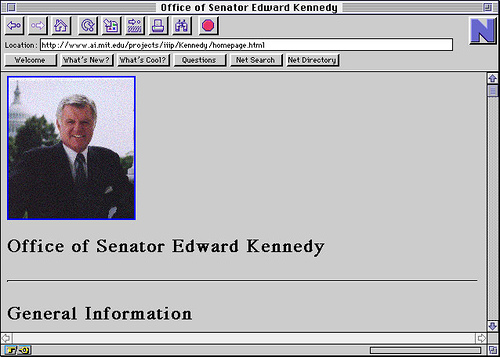 Office of Senator Edward Kennedy
N
Location: http://www.ai.mit.edu/projects/iiip/Kennedy/homepage.html
Welcome What's New? What's Cool? Questions Net Search Net Directory
Office of Senator Edward Kennedy
General Information